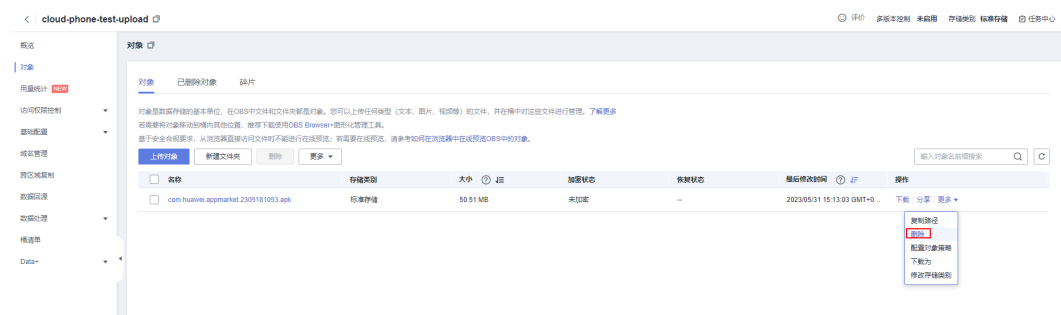 cloud-phone-test-upload
评价 多版本控制 未启用 存储类别 标准存储 任务中心
概览
对象
用量统计 NEW
访问权限控制
基础配置
域名管理
跨区域复制
数据回源
数据处理
桶清单
Data+
对象
对象 已删除对象 碎片
对象是数据存储的基本单位，在OBS中文件和文件夹都是对象。您可以上传任何类型（文本、图片、视频等）的文件，并在桶中对这些文件进行管理。了解更多
若需要将对象移动到桶内其他位置，推荐下载使用OBS Browser+图形化管理工具。
基于安全合规要求，从浏览器直接访问文件时不能进行在线预览；若需要在线预览，请参考如何在浏览器中在线预览OBS中的对象。
上传对象 新建文件夹 删除 更多 输入对象名前缀搜索
名称 存储类别 大小 加密状态 恢复状态 最后修改时间 操作
com.huawei.appmarket.2305181053.apk 标准存储 50.51 MB 未加密 -- 2023/05/31 15:13:03 GMT+0... 下载 分享 更多
复制路径
删除
配置对象策略
下载为
修改存储类别